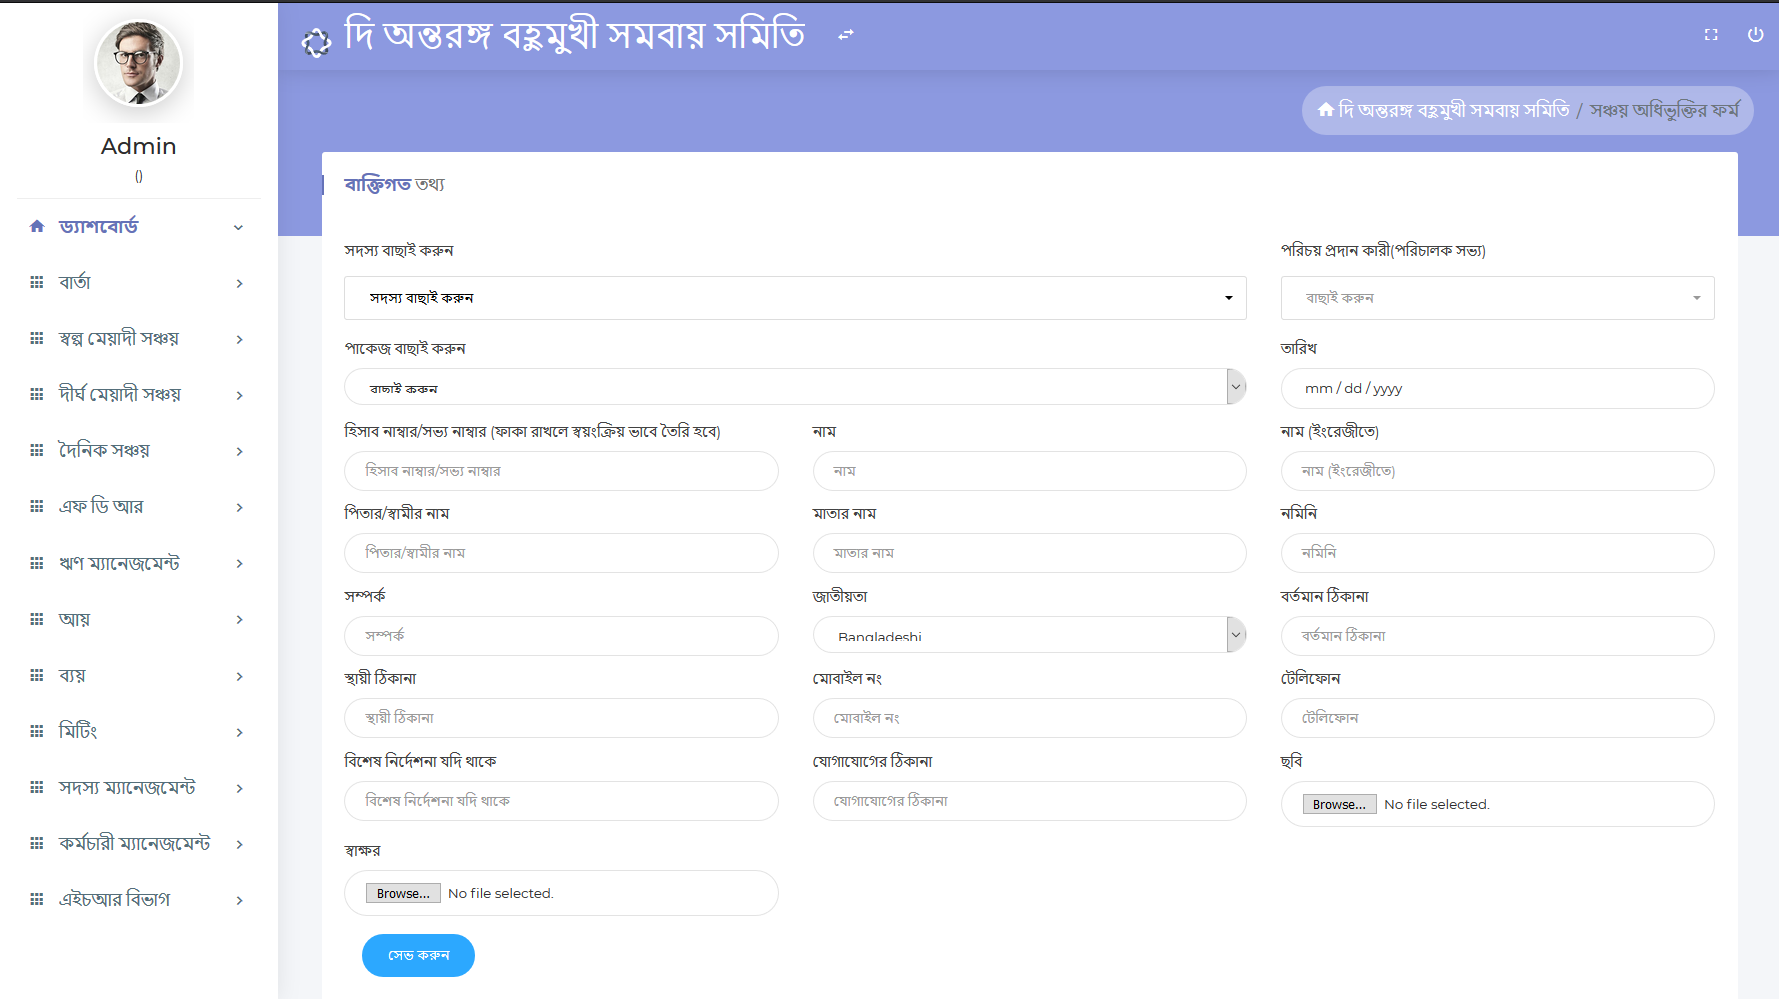 দি অন্তরঙ্গ বহুমুখী সমবায় সমিতি
দি অন্তরঙ্গ বহুমুখী সমবায় সমিতি / সঞ্চয় অধিভুক্তির ফর্ম
Admin
()
ড্যাশবোর্ড
বার্তা
স্বল্প মেয়াদী সঞ্চয়
দীর্ঘ মেয়াদী সঞ্চয়
দৈনিক সঞ্চয়
এফ ডি আর
ঋণ ম্যানেজমেন্ট
আয়
ব্যয়
মিটিং
সদস্য ম্যানেজমেন্ট
কর্মচারী ম্যানেজমেন্ট
এইচআর বিভাগ
ব্যক্তিগত তথ্য
সদস্য বাছাই করুন
পরিচয় প্রদান কারী(পরিচালক সভ্য)
সদস্য বাছাই করুন
বাছাই করুন
প্যাকেজ বাছাই করুন
তারিখ
বাছাই করুন
mm / dd / yyyy
হিসাব নাম্বার/সভ্য নাম্বার (ফাকা রাখলে স্বয়ংক্রিয় ভাবে তৈরি হবে)
নাম
নাম (ইংরেজীতে)
হিসাব নাম্বার/সভ্য নাম্বার
নাম
নাম (ইংরেজীতে)
পিতার/স্বামীর নাম
মাতার নাম
নমিনি
পিতার/স্বামীর নাম
মাতার নাম
নমিনি
সম্পর্ক
জাতীয়তা
বর্তমান ঠিকানা
সম্পর্ক
Bangladeshi
বর্তমান ঠিকানা
স্থায়ী ঠিকানা
মোবাইল নং
টেলিফোন
স্থায়ী ঠিকানা
মোবাইল নং
টেলিফোন
বিশেষ নির্দেশনা যদি থাকে
যোগাযোগের ঠিকানা
ছবি
বিশেষ নির্দেশনা যদি থাকে
যোগাযোগের ঠিকানা
Browse... No file selected.
স্বাক্ষর
Browse... No file selected.
সেভ করুন